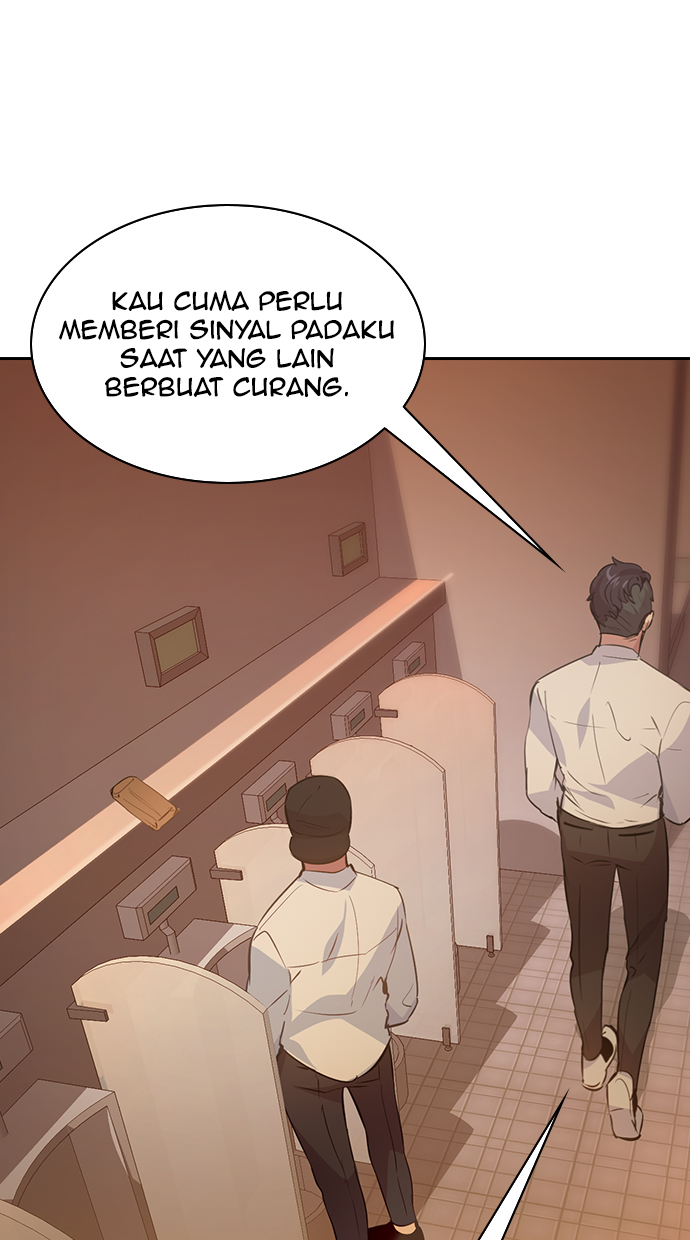 KAU CUMA PERLU
MEMBERI SINYAL PADAKU
SAAT YANG LAIN
BERBUAT CURANG.